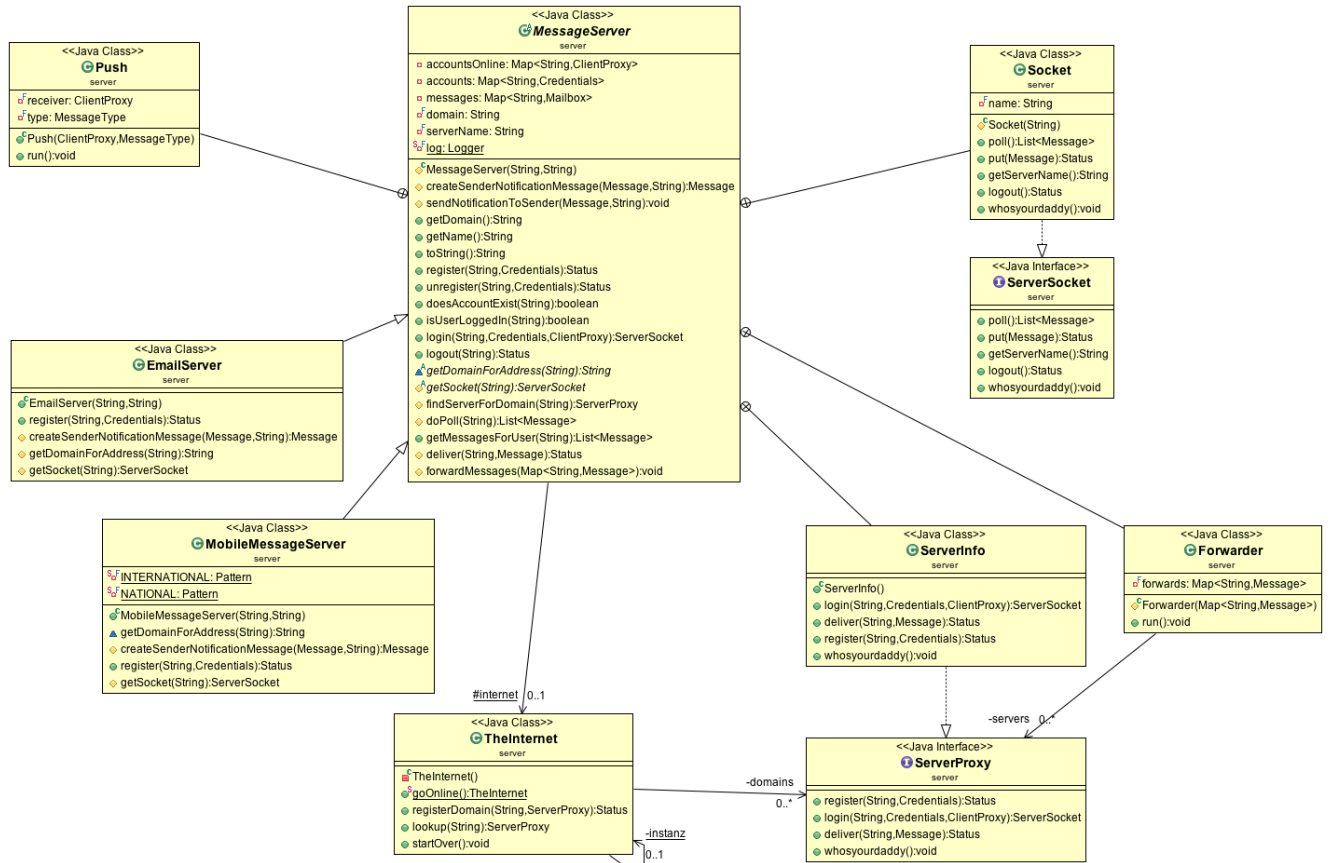 <<Java Class>>
Push
server
receiver: ClientProxy
type: MessageType
Push(ClientProxy,MessageType)
run():void
<<Java Class>>
MessageServer
server
accountsOnline: Map<String,ClientProxy>
accounts: Map<String,Credentials>
messages: Map<String,Mailbox>
domain: String
serverName: String
log: Logger
MessageServer(String,String)
createSenderNotificationMessage(Message,String):Message
sendNotificationToSender(Message,String):void
getDomain():String
getName():String
toString():String
register(String,Credentials):Status
unregister(String,Credentials):Status
doesAccountExist(String):boolean
isUserLoggedIn(String):boolean
login(String,Credentials,ClientProxy):ServerSocket
logout(String):Status
getDomainForAddress(String):String
getSocket(String):ServerSocket
findServerForDomain(String):ServerProxy
doPoll(String):List<Message>
getMessagesForUser(String):List<Message>
deliver(String,Message):Status
forwardMessages(Map<String,Message>):void
<<Java Class>>
Socket
server
name: String
Socket(String)
poll():List<Message>
put(Message):Status
getServerName():String
logout():Status
whosyourdaddy():void
<<Java Interface>>
ServerSocket
server
poll():List<Message>
put(Message):Status
getServerName():String
logout():Status
whosyourdaddy():void
<<Java Class>>
EmailServer
server
EmailServer(String,String)
register(String,Credentials):Status
createSenderNotificationMessage(Message,String):Message
getDomainForAddress(String):String
getSocket(String):ServerSocket
<<Java Class>>
MobileMessageServer
server
INTERNATIONAL: Pattern
NATIONAL: Pattern
MobileMessageServer(String,String)
getDomainForAddress(String):String
createSenderNotificationMessage(Message,String):Message
register(String,Credentials):Status
getSocket(String):ServerSocket
<<Java Class>>
ServerInfo
server
ServerInfo()
login(String,Credentials,ClientProxy):ServerSocket
deliver(String,Message):Status
register(String,Credentials):Status
whosyourdaddy():void
<<Java Class>>
Forwarder
server
forwards: Map<String,Message>
Forwarder(Map<String,Message>)
run():void
#internet 0..1
-servers 0..*
<<Java Class>>
TheInternet
server
TheInternet()
goOnline():TheInternet
registerDomain(String,ServerProxy):Status
lookup(String):ServerProxy
startOver():void
-domains
0..*
-instanz
0..1
<<Java Interface>>
ServerProxy
server
register(String,Credentials):Status
login(String,Credentials,ClientProxy):ServerSocket
deliver(String,Message):Status
whosyourdaddy():void